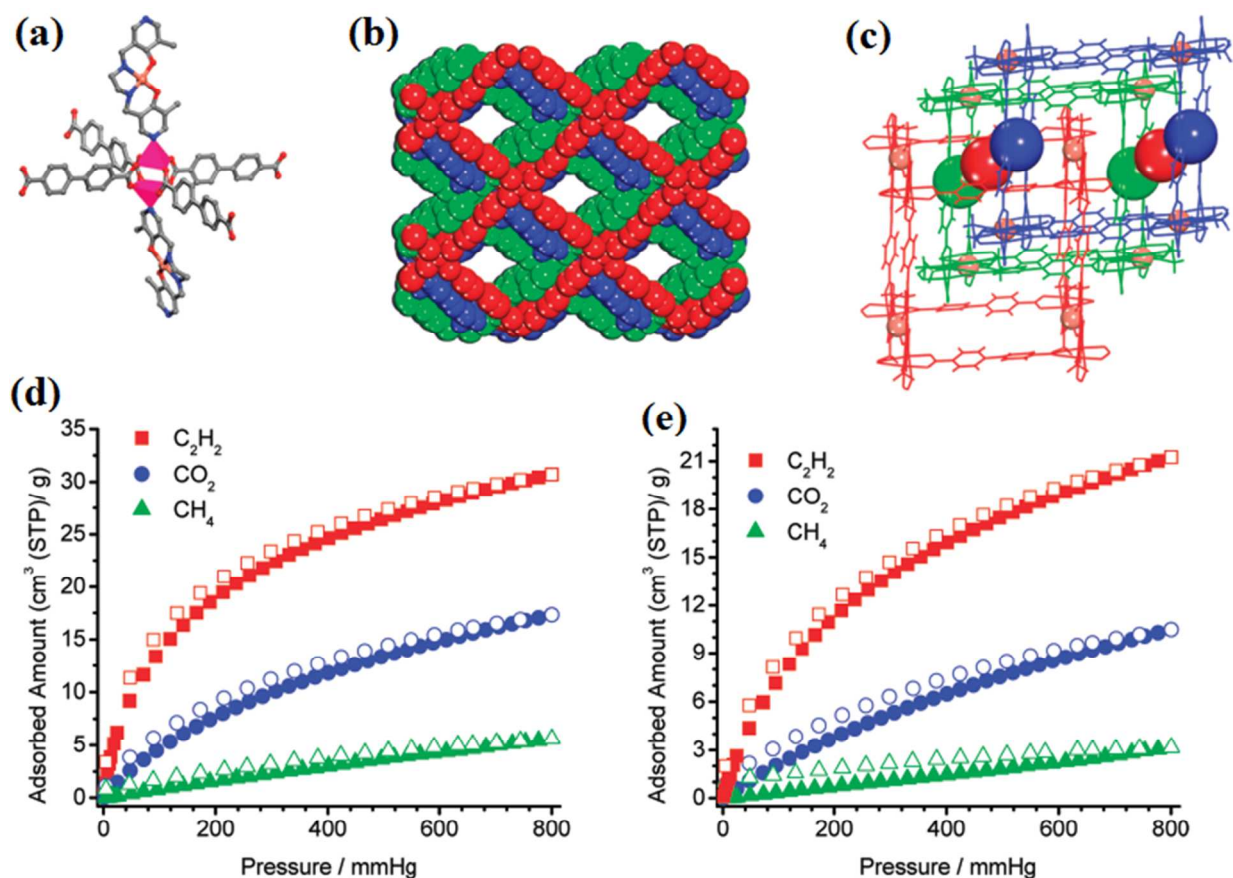 (a)
(b)
(c)
(d)
C₂H₂
CO₂
CH₄
35
30
25
20
15
10
5
0
Adsorbed Amount (cm³ (STP)/ g)
0 200 400 600 800
Pressure / mmHg
(e)
C₂H₂
CO₂
CH₄
21
18
15
12
9
6
3
0
Adsorbed Amount (cm³ (STP)/ g)
0 200 400 600 800
Pressure / mmHg